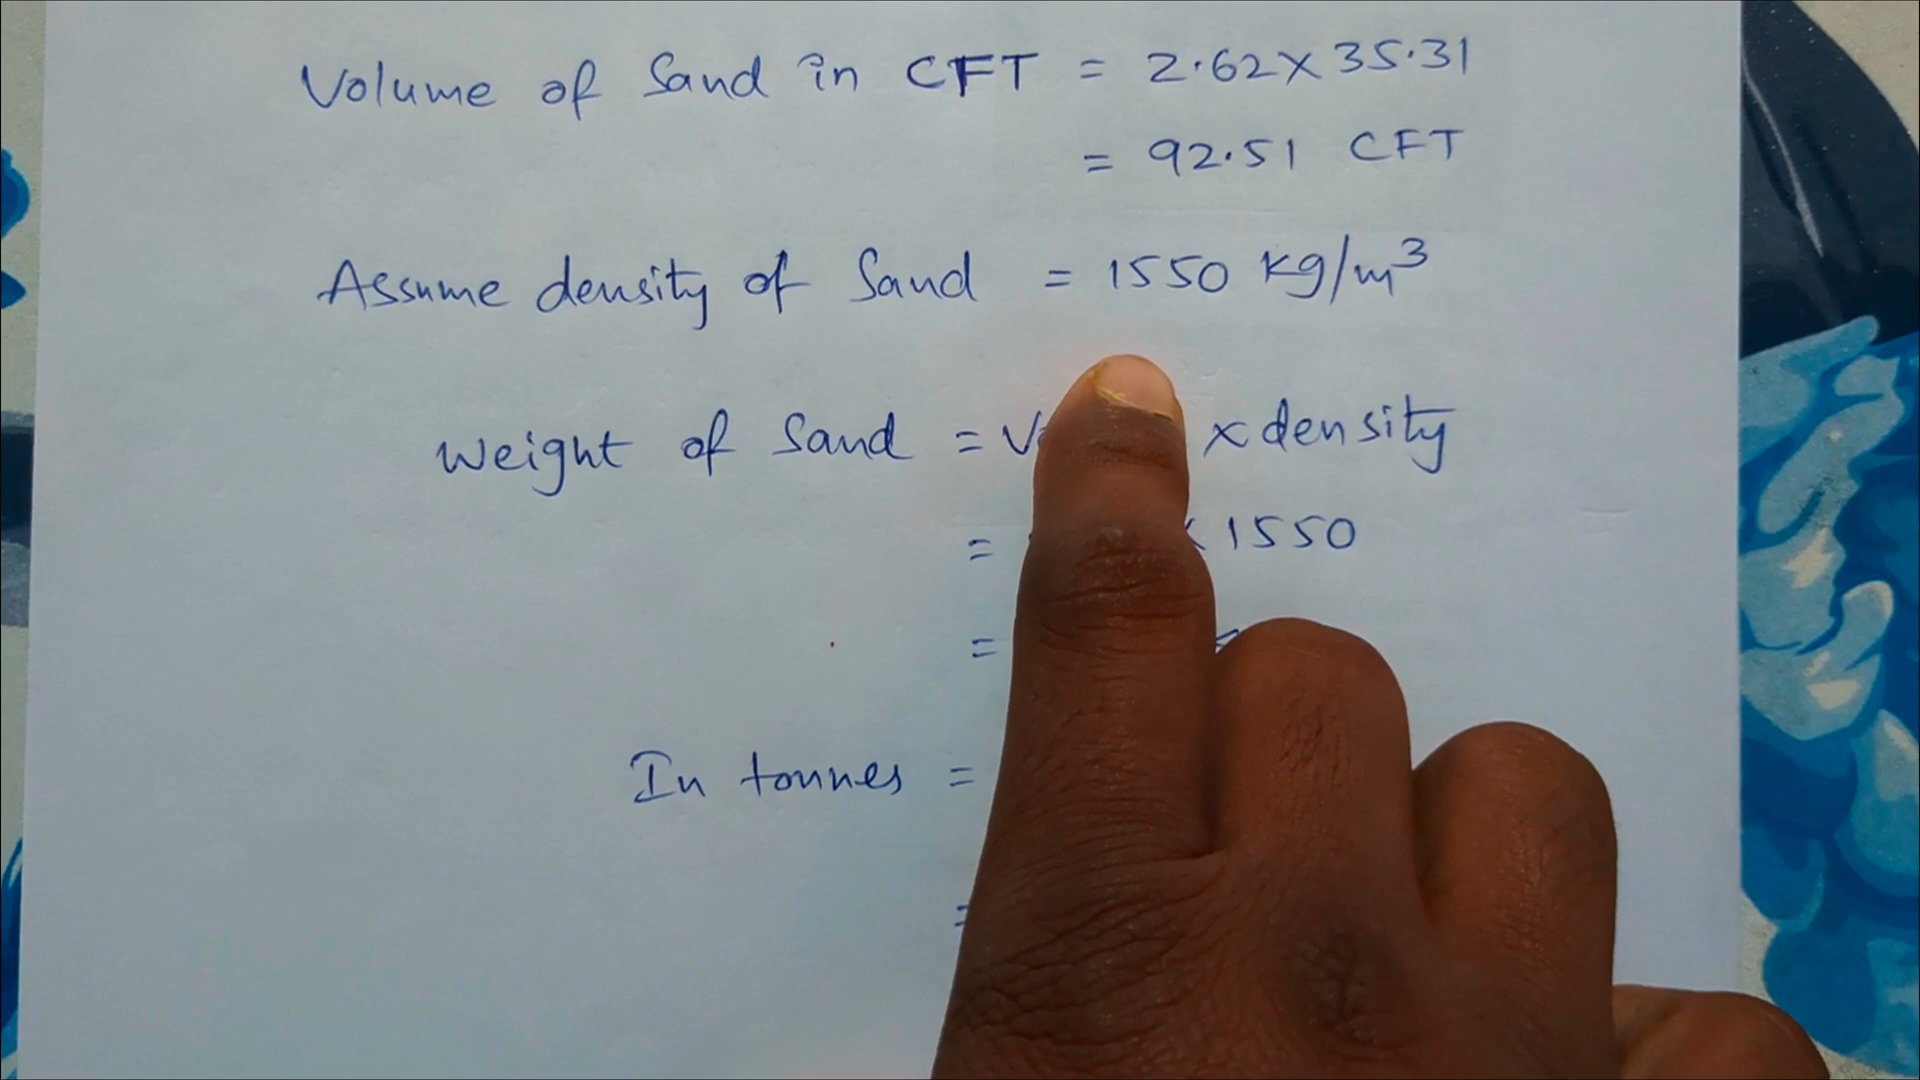 Volume of Sand in CFT = 2.62 x 35.31
= 92.51 CFT
Assume density of Sand = 1550 kg/m³
Weight of Sand = x density
= x 1550
=
In tonnes =
=